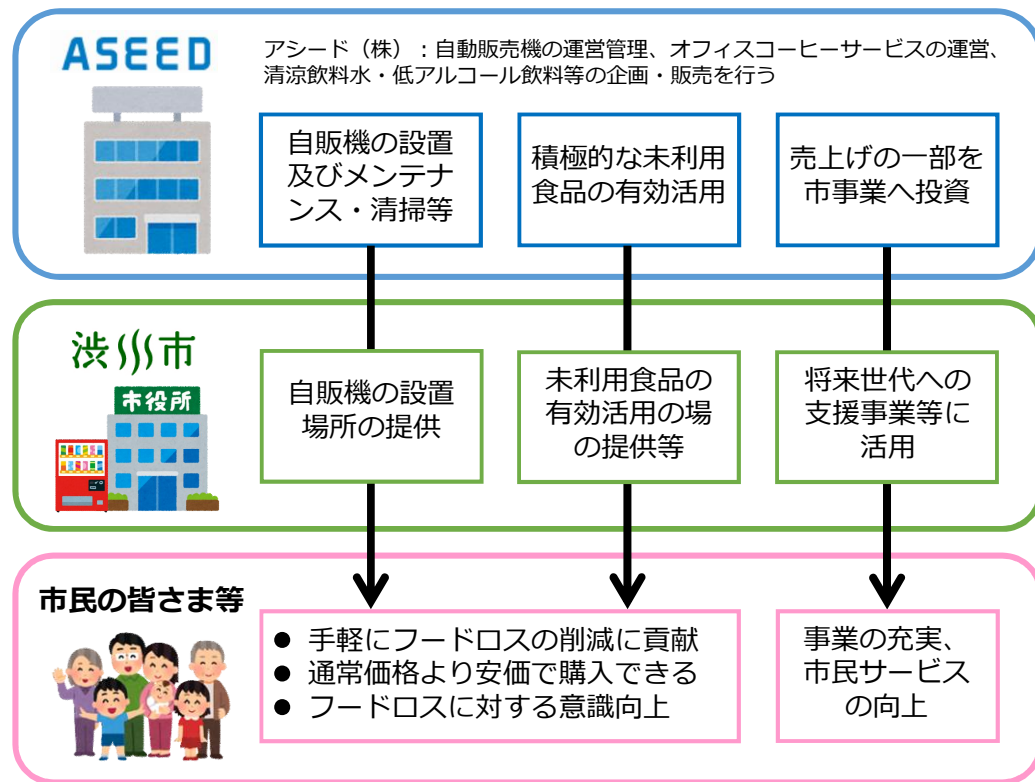 ASEED
アシード（株）：自動販売機の運営管理、オフィスコーヒーサービスの運営、
清涼飲料水・低アルコール飲料等の企画・販売を行う
自販機の設置
及びメンテナ
ンス・清掃等
積極的な未利用
食品の有効活用
売上げの一部を
市事業へ投資
渋川市
市役所
自販機の設置
場所の提供
未利用食品の
有効活用の場
の提供等
将来世代への
支援事業等に
活用
市民の皆さま等
● 手軽にフードロスの削減に貢献
● 通常価格より安価で購入できる
● フードロスに対する意識向上
事業の充実、
市民サービス
の向上